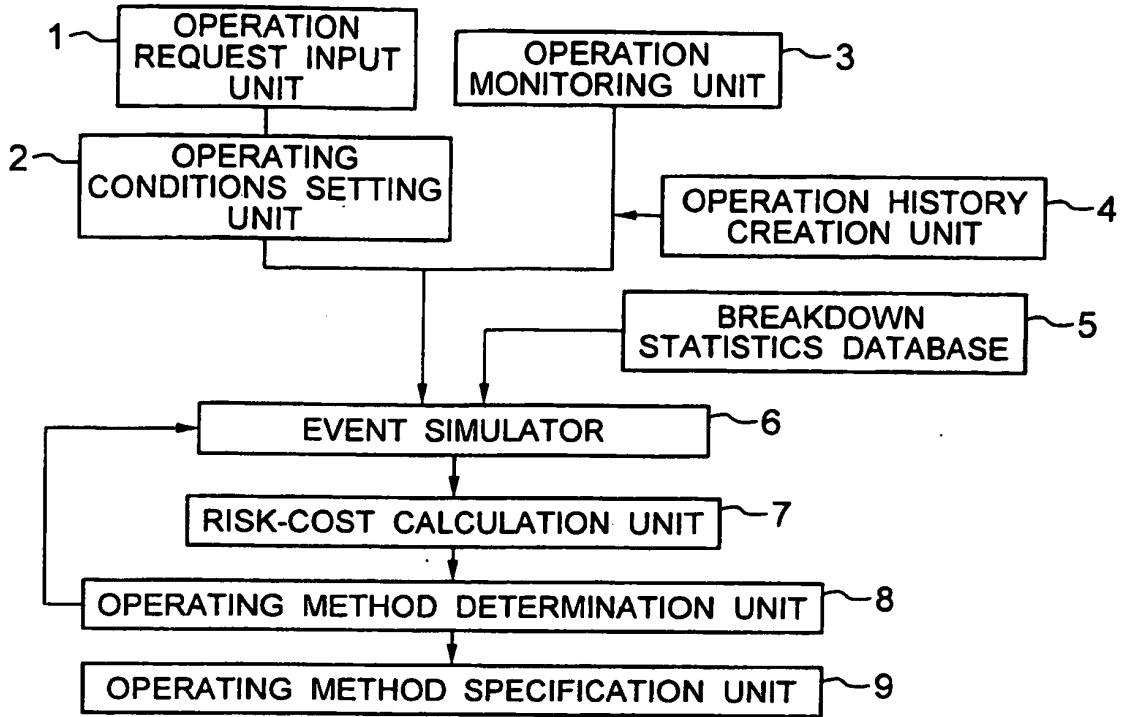 1
OPERATION
REQUEST INPUT
UNIT
OPERATION
MONITORING UNIT
3
2
OPERATING
CONDITIONS SETTING
UNIT
OPERATION HISTORY
CREATION UNIT
4
BREAKDOWN
STATISTICS DATABASE
5
EVENT SIMULATOR
6
RISK-COST CALCULATION UNIT
7
OPERATING METHOD DETERMINATION UNIT
8
OPERATING METHOD SPECIFICATION UNIT
9